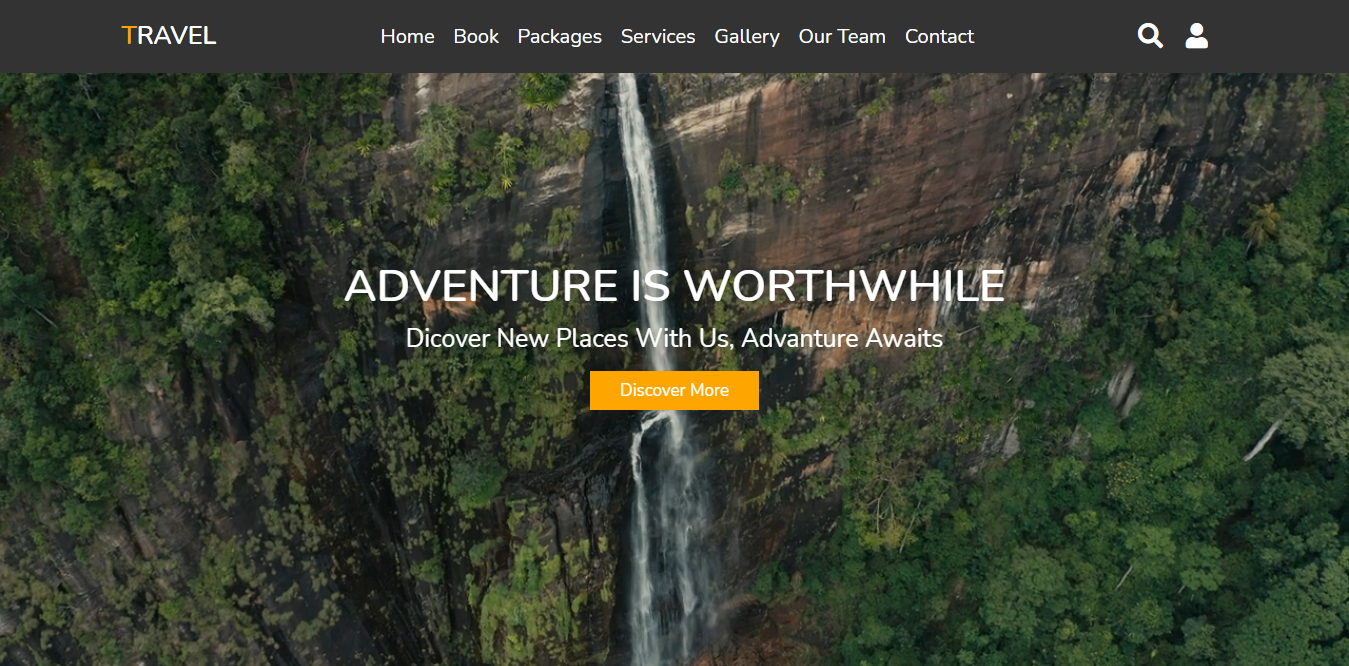 TRAVEL Home Book Packages Services Gallery Our Team Contact
ADVENTURE IS WORTHWHILE
Dicover New Places With Us, Advanture Awaits
Discover More